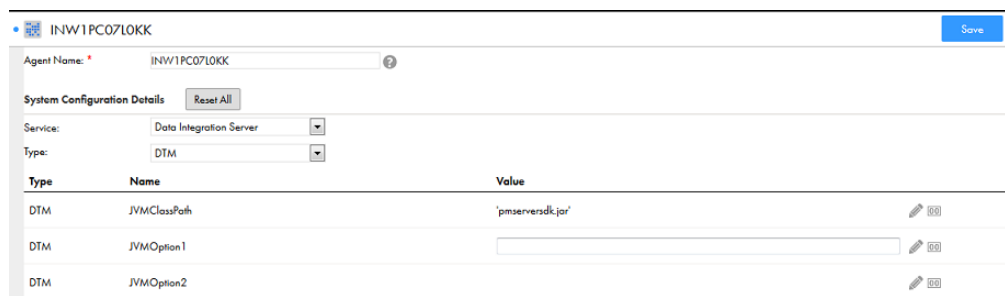 INW1PC07L0KK
Save
Agent Name: * INW1PC07L0KK ?
System Configuration Details Reset All
Service: Data Integration Server
Type: DTM
Type Name Value
DTM JVMClassPath 'pmserversdk.jar'
DTM JVMOption1
DTM JVMOption2